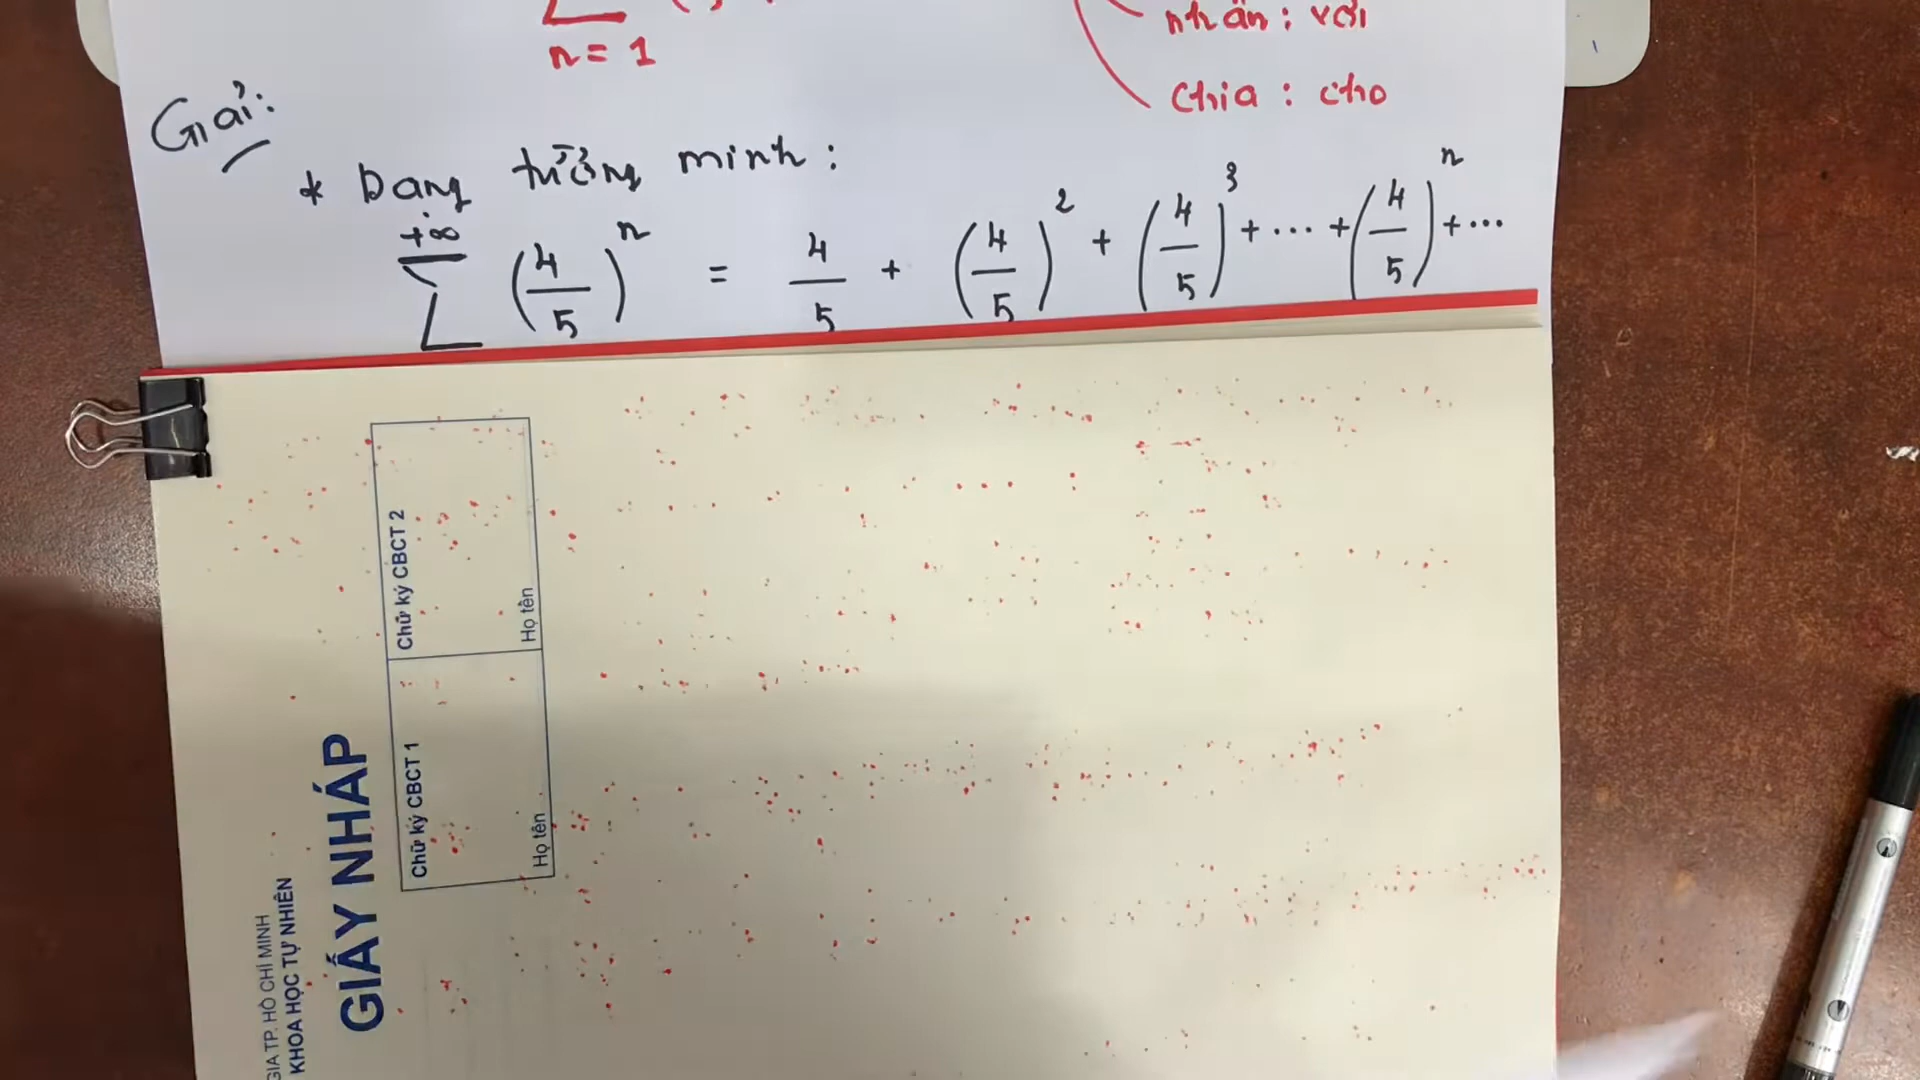 n = 1
nhân : với
Chia : cho
Giải:
* Dạng tường minh :
+∞
∑ (4/5)^n = 4/5 + (4/5)^2 + (4/5)^3 + ... + (4/5)^n + ...
GIA TP. HỒ CHÍ MINH
KHOA HỌC TỰ NHIÊN
GIẤY NHÁP
Chữ ký CBCT 1
Họ tên
Chữ ký CBCT 2
Họ tên